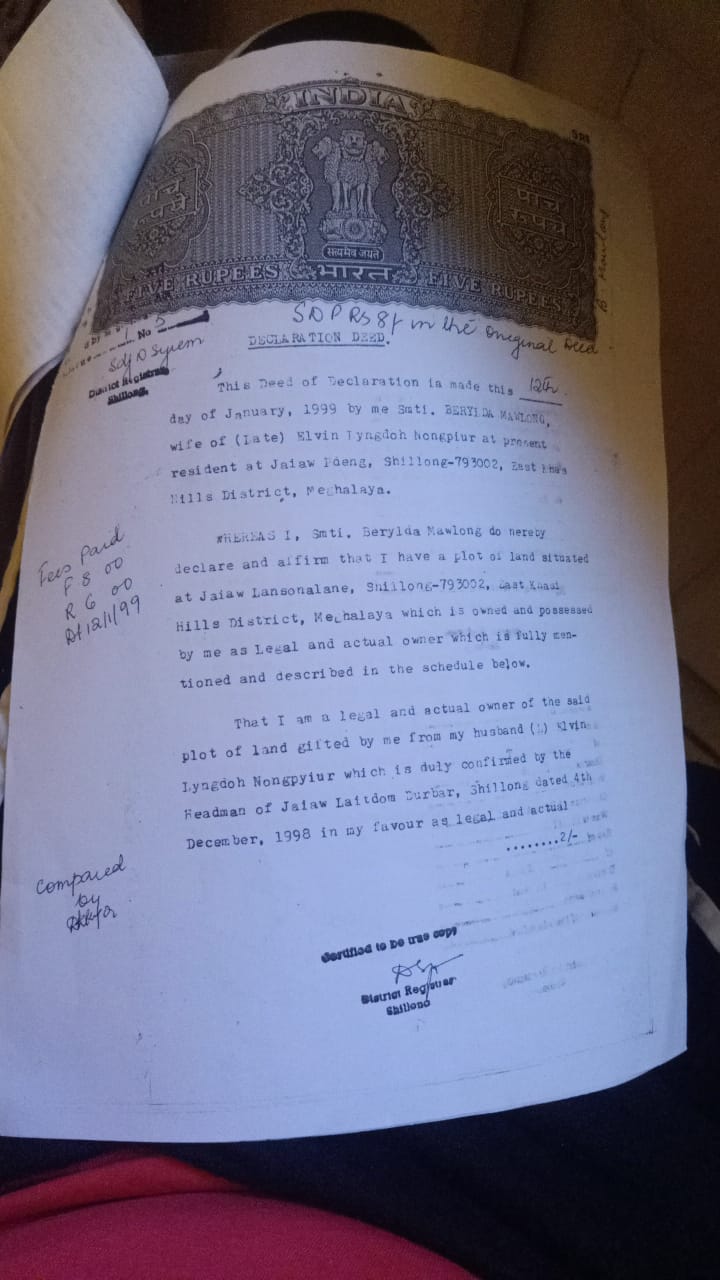 INDIA
पाच
रुपये
पाच
रुपये
सत्यमेव जयते
FIVE RUPEES भारत FIVE RUPEES
SDP Rs 8/- in the Original Deed
No
Sd/ D Syiem
District Registrar
Shillong.
DECLARATION DEED.
This Deed of Declaration is made this 12th
day of January, 1999 by me Smti. BERYLDA MAWLONG,
wife of (Late) Elvin Lyngdoh Nongpiur at present
resident at Jaiaw Pdeng, Shillong-793002, East Khasi
Hills District, Meghalaya.
Fees Paid
F 8 00
R 6 00
Dt 12/1/99
WHEREAS I, Smti. Berylda Mawlong do hereby
declare and affirm that I have a plot of land situated
at Jaiaw Lansonalane, Shillong-793002, East Khasi
Hills District, Meghalaya which is owned and possessed
by me as Legal and actual owner which is fully men-
tioned and described in the schedule below.
That I am a legal and actual owner of the said
plot of land gifted by me from my husband (L) Elvin
Lyngdoh Nongpyiur which is duly confirmed by the
Headman of Jaiaw Laitdom Durbar, Shillong dated 4th
December, 1998 in my favour as legal and actual
........2/-
Compared
by
Certified to be true copy
District Registrar
Shillong